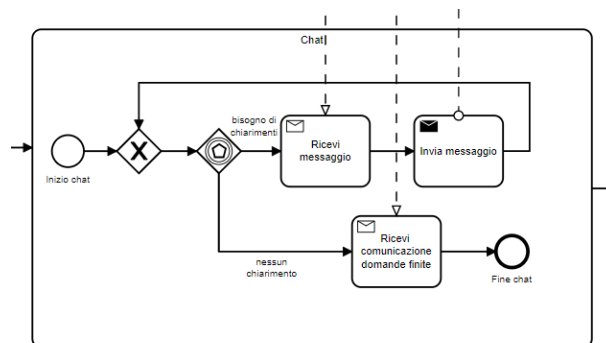 Chat
bisogno di
chiarimenti
Ricevi
messaggio
Invia messaggio
Inizio chat
Ricevi
comunicazione
domande finite
nessun
chiarimento
Fine chat